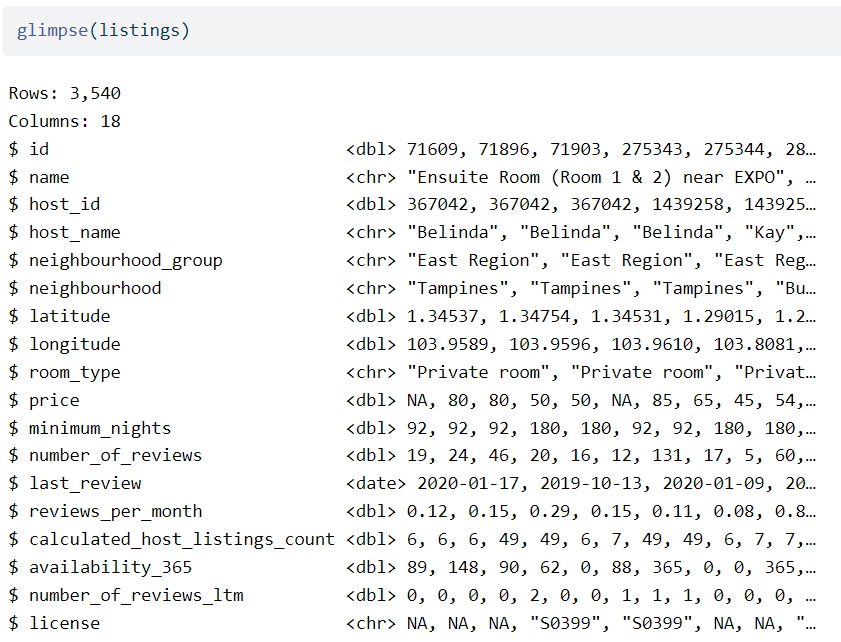 glimpse(listings)
Rows: 3,540
Columns: 18
$ id                             <dbl> 71609, 71896, 71903, 275343, 275344, 28…
$ name                           <chr> "Ensuite Room (Room 1 & 2) near EXPO", …
$ host_id                        <dbl> 367042, 367042, 367042, 1439258, 143925…
$ host_name                      <chr> "Belinda", "Belinda", "Belinda", "Kay",…
$ neighbourhood_group            <chr> "East Region", "East Region", "East Reg…
$ neighbourhood                  <chr> "Tampines", "Tampines", "Tampines", "Bu…
$ latitude                       <dbl> 1.34537, 1.34754, 1.34531, 1.29015, 1.2…
$ longitude                      <dbl> 103.9589, 103.9596, 103.9610, 103.8081,…
$ room_type                      <chr> "Private room", "Private room", "Privat…
$ price                          <dbl> NA, 80, 80, 50, 50, NA, 85, 65, 45, 54,…
$ minimum_nights                 <dbl> 92, 92, 92, 180, 180, 92, 92, 180, 180,…
$ number_of_reviews              <dbl> 19, 24, 46, 20, 16, 12, 131, 17, 5, 60,…
$ last_review                    <date> 2020-01-17, 2019-10-13, 2020-01-09, 20…
$ reviews_per_month              <dbl> 0.12, 0.15, 0.29, 0.15, 0.11, 0.08, 0.8…
$ calculated_host_listings_count <dbl> 6, 6, 6, 49, 49, 6, 7, 49, 49, 6, 7, 7,…
$ availability_365               <dbl> 89, 148, 90, 62, 0, 88, 365, 0, 0, 365,…
$ number_of_reviews_ltm          <dbl> 0, 0, 0, 0, 2, 0, 0, 1, 1, 1, 0, 0, 0, …
$ license                        <chr> NA, NA, NA, "S0399", "S0399", NA, NA, "…